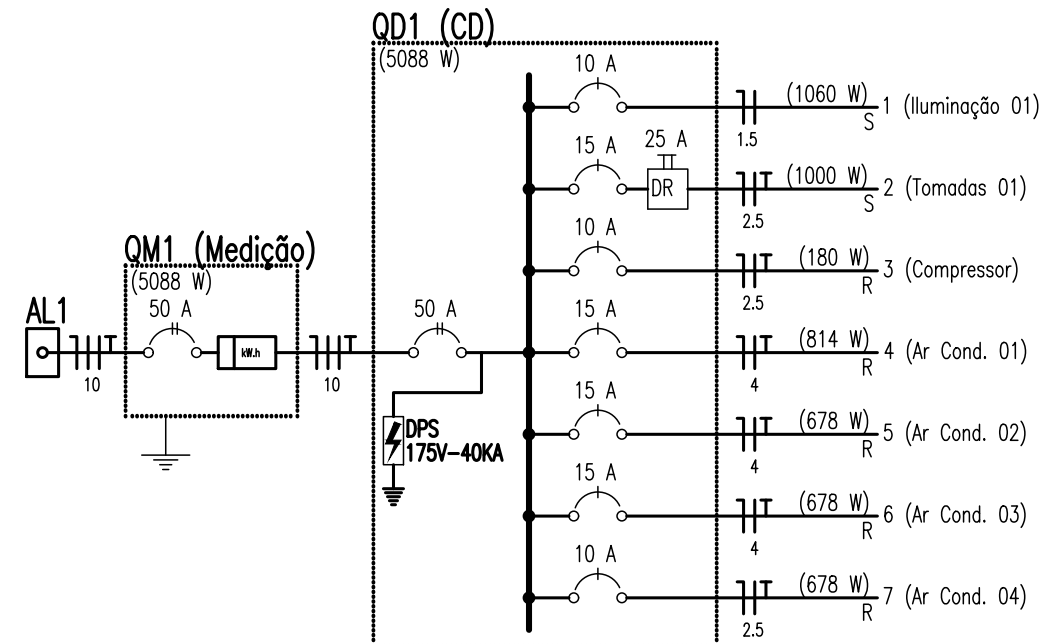 QD1 (CD)
(5088 W)
10 A
(1060 W)
1 (Iluminação 01)
S
1.5
15 A
25 A
DR
(1000 W)
2 (Tomadas 01)
S
2.5
10 A
(180 W)
3 (Compressor)
R
2.5
QM1 (Medição)
(5088 W)
50 A
AL1
kW.h
10
10
50 A
15 A
(814 W)
4 (Ar Cond. 01)
R
4
DPS
175V-40KA
15 A
(678 W)
5 (Ar Cond. 02)
R
4
15 A
(678 W)
6 (Ar Cond. 03)
R
4
10 A
(678 W)
7 (Ar Cond. 04)
R
2.5